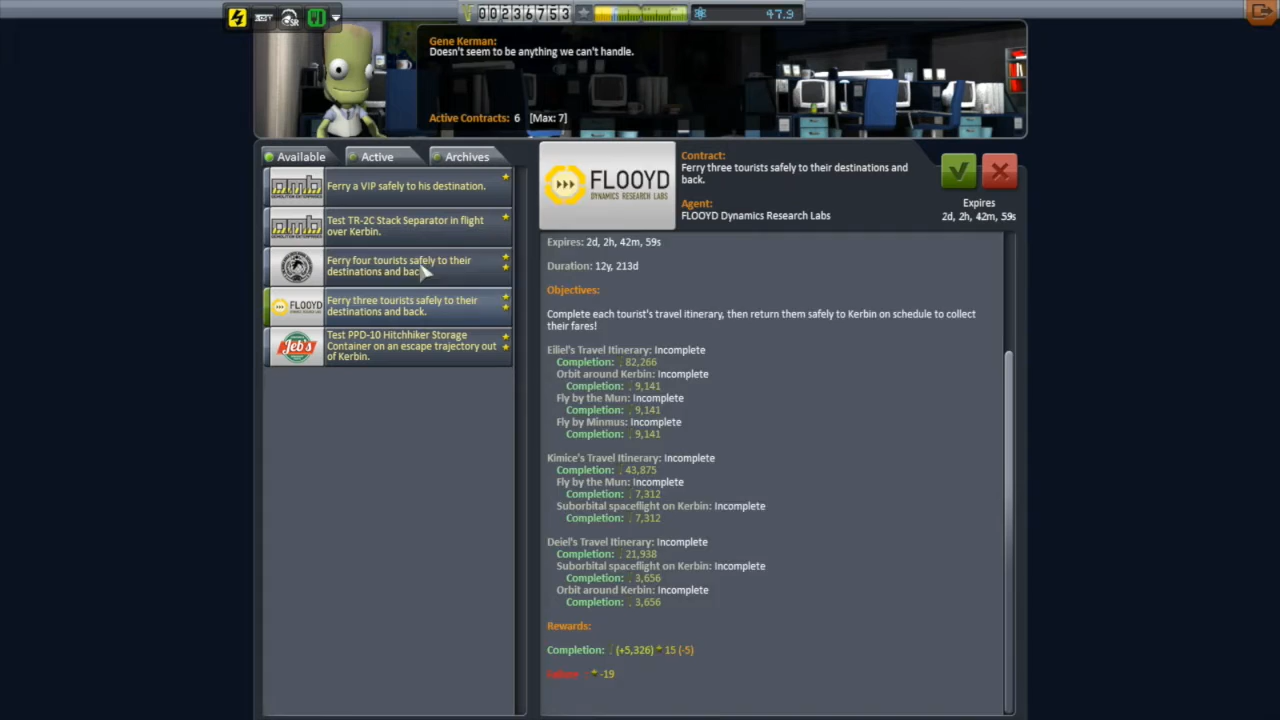 00236753
47.9
Gene Kerman:
Doesn't seem to be anything we can't handle.
Active Contracts: 6 [Max: 7]
Available
Active
Archives
Ferry a VIP safely to his destination.
Test TR-2C Stack Separator in flight
over Kerbin.
Ferry four tourists safely to their
destinations and back.
FLOOYD
Ferry three tourists safely to their
destinations and back.
Jeb's
Test PPD-10 Hitchhiker Storage
Container on an escape trajectory out
of Kerbin.
FLOOYD
DYNAMICS RESEARCH LABS
Contract:
Ferry three tourists safely to their destinations and
back.
Agent:
FLOOYD Dynamics Research Labs
Expires
2d, 2h, 42m, 59s
Expires: 2d, 2h, 42m, 59s
Duration: 12y, 213d
Objectives:
Complete each tourist's travel itinerary, then return them safely to Kerbin on schedule to collect
their fares!
Eiliel's Travel Itinerary: Incomplete
Completion: 82,266
Orbit around Kerbin: Incomplete
Completion: 9,141
Fly by the Mun: Incomplete
Completion: 9,141
Fly by Minmus: Incomplete
Completion: 9,141
Kimice's Travel Itinerary: Incomplete
Completion: 43,875
Fly by the Mun: Incomplete
Completion: 7,312
Suborbital spaceflight on Kerbin: Incomplete
Completion: 7,312
Deiel's Travel Itinerary: Incomplete
Completion: 21,938
Suborbital spaceflight on Kerbin: Incomplete
Completion: 3,656
Orbit around Kerbin: Incomplete
Completion: 3,656
Rewards:
Completion: (+5,326) 15 (-5)
Failure : -19